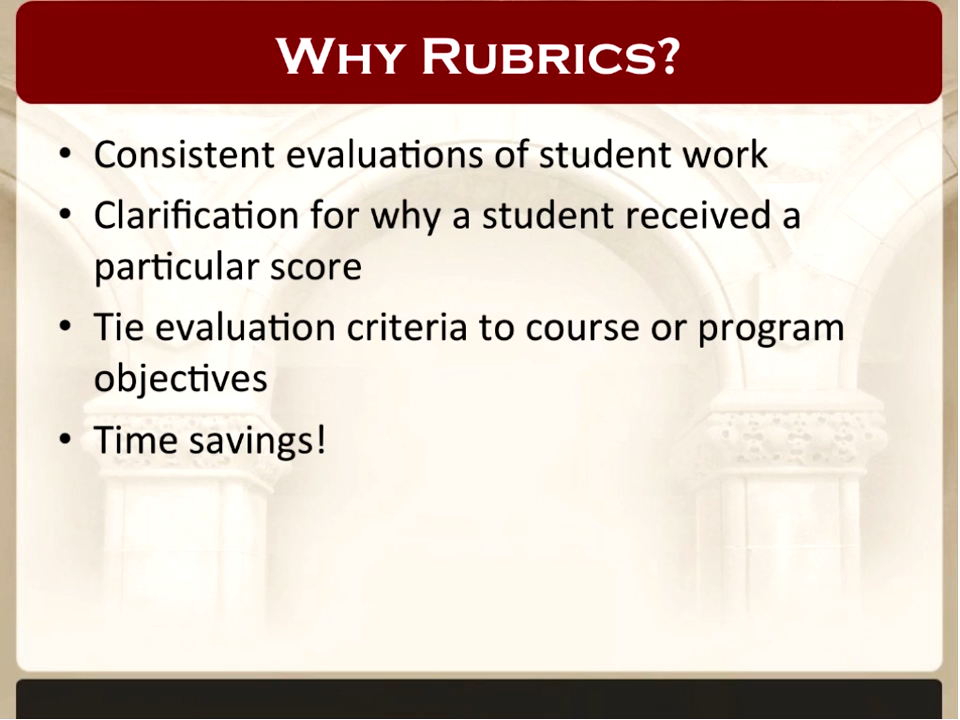 WHY RUBRICS?
• Consistent evaluations of student work
• Clarification for why a student received a
particular score
• Tie evaluation criteria to course or program
objectives
• Time savings!